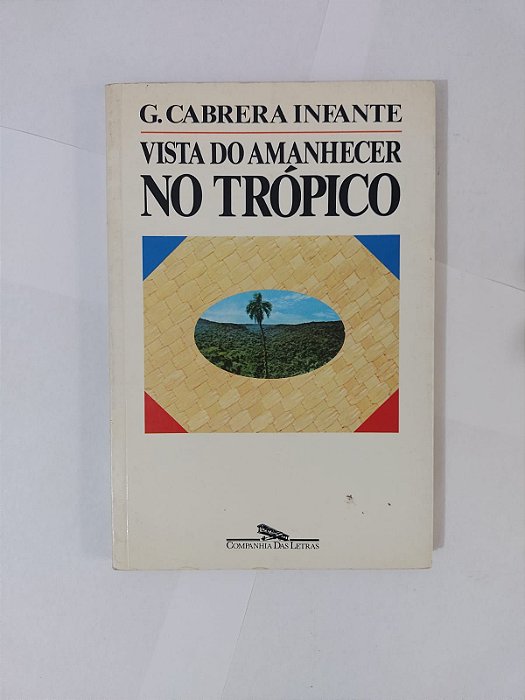 G. CABRERA INFANTE
VISTA DO AMANHECER
NO TRÓPICO
COMPANHIA DAS LETRAS